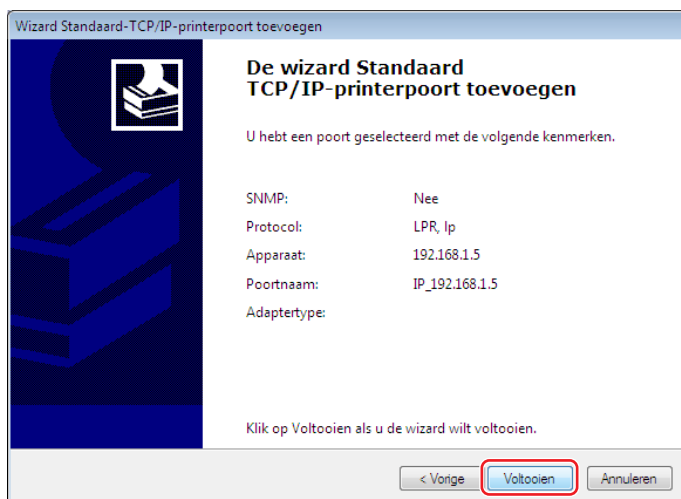 Wizard Standaard-TCP/IP-printerpoort toevoegen
De wizard Standaard
TCP/IP-printerpoort toevoegen
U hebt een poort geselecteerd met de volgende kenmerken.
SNMP: Nee
Protocol: LPR, lp
Apparaat: 192.168.1.5
Poortnaam: IP_192.168.1.5
Adaptertype:
Klik op Voltooien als u de wizard wilt voltooien.
< Vorige Voltooien Annuleren